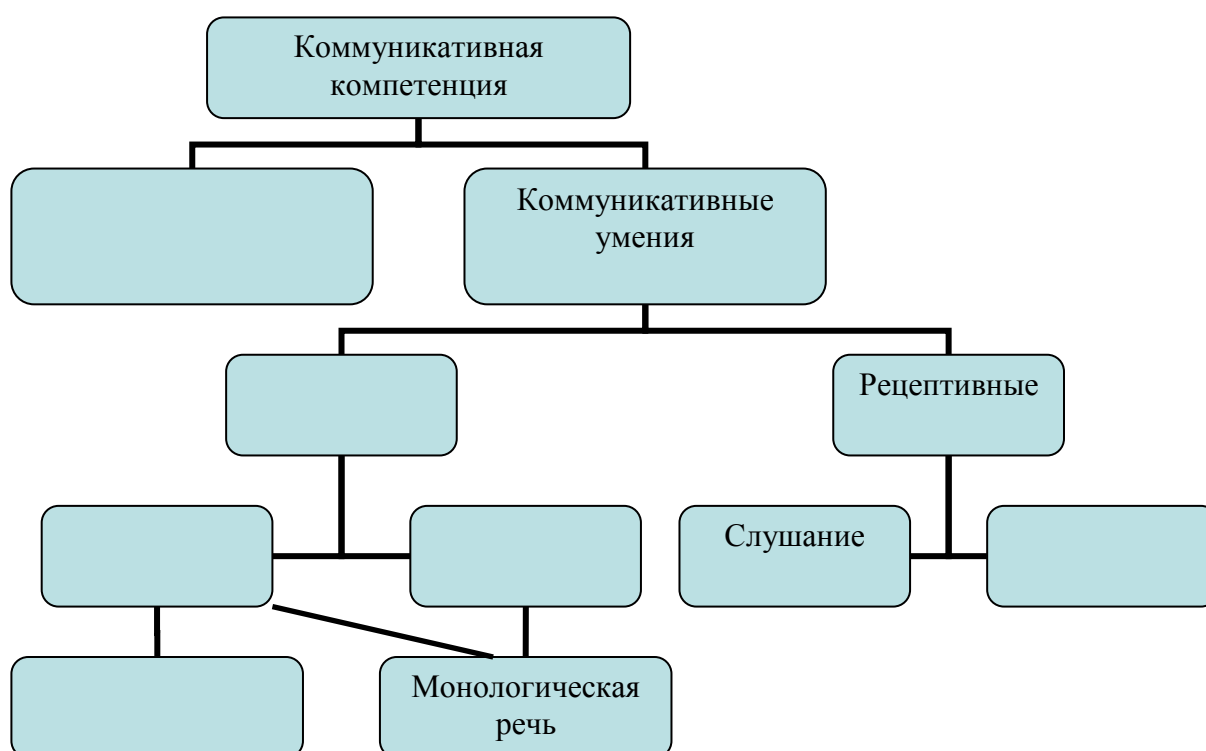 Коммуникативная
компетенция
Коммуникативные
умения
Рецептивные
Слушание
Монологическая
речь